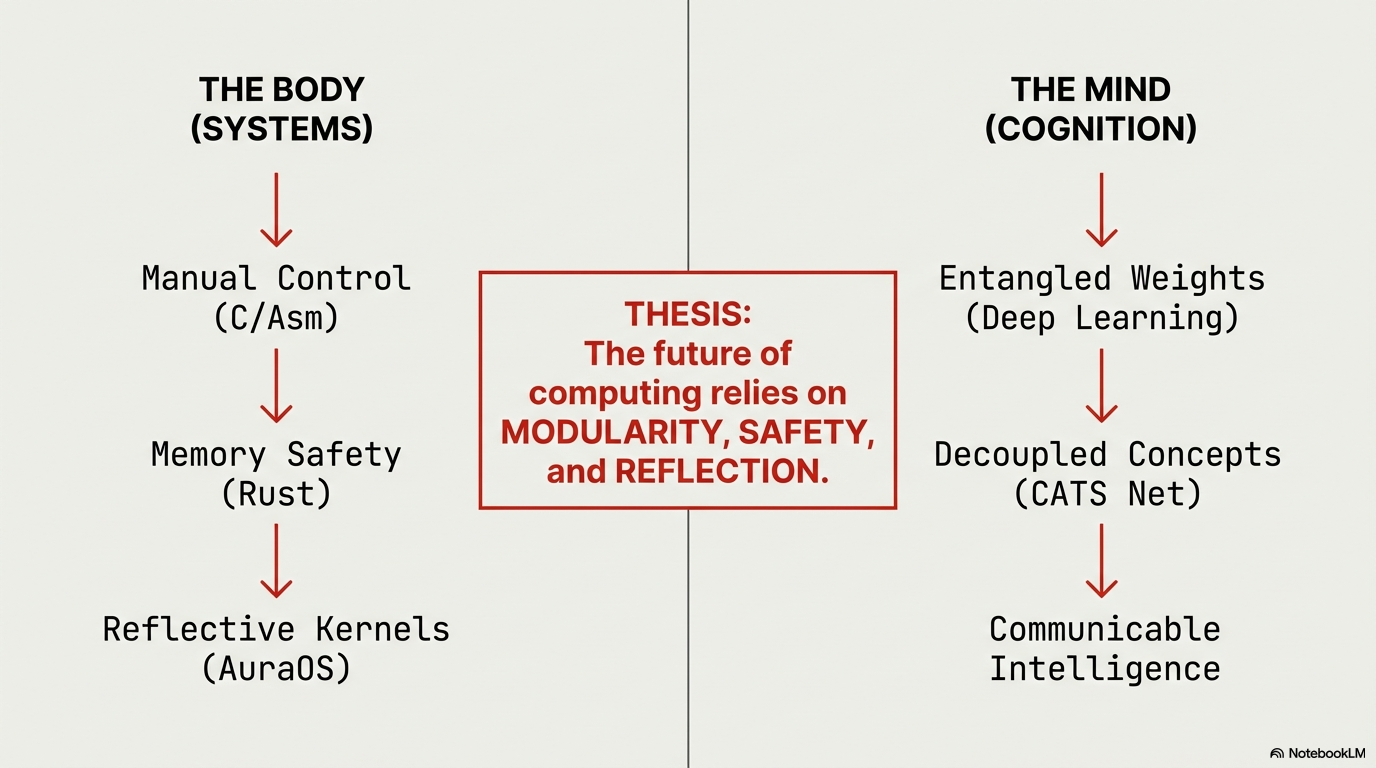 THE BODY
(SYSTEMS)
Manual Control
(C/Asm)
Memory Safety
(Rust)
Reflective Kernels
(AuraOS)
THESIS:
The future of
computing relies on
MODULARITY, SAFETY,
and REFLECTION.
THE MIND
(COGNITION)
Entangled Weights
(Deep Learning)
Decoupled Concepts
(CATS Net)
Communicable
Intelligence
NotebookLM